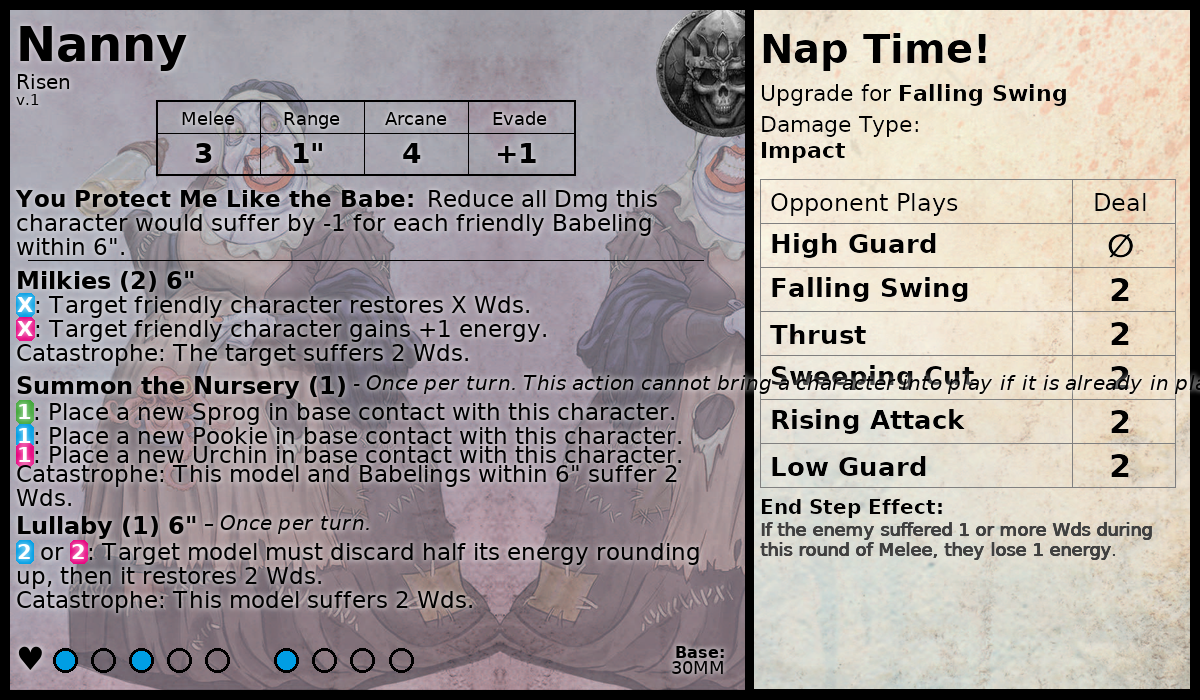 Nanny
Risen
v.1
Melee Range Arcane Evade
3 1" 4 +1
You Protect Me Like the Babe: Reduce all Dmg this
character would suffer by -1 for each friendly Babeling
within 6".
Milkies (2) 6"
X: Target friendly character restores X Wds.
X: Target friendly character gains +1 energy.
Catastrophe: The target suffers 2 Wds.
Summon the Nursery (1) - Once per turn. This action cannot bring a character into play if it is already in
1: Place a new Sprog in base contact with this character.
1: Place a new Pookie in base contact with this character.
1: Place a new Urchin in base contact with this character.
Catastrophe: This model and Babelings within 6" suffer 2
Wds.
Lullaby (1) 6" – Once per turn.
2 or 2: Target model must discard half its energy rounding
up, then it restores 2 Wds.
Catastrophe: This model suffers 2 Wds.
Base:
30MM
Nap Time!
Upgrade for Falling Swing
Damage Type:
Impact
Opponent Plays Deal
High Guard ∅
Falling Swing 2
Thrust 2
Sweeping Cut 2
Rising Attack 2
Low Guard 2
End Step Effect:
If the enemy suffered 1 or more Wds during
this round of Melee, they lose 1 energy.